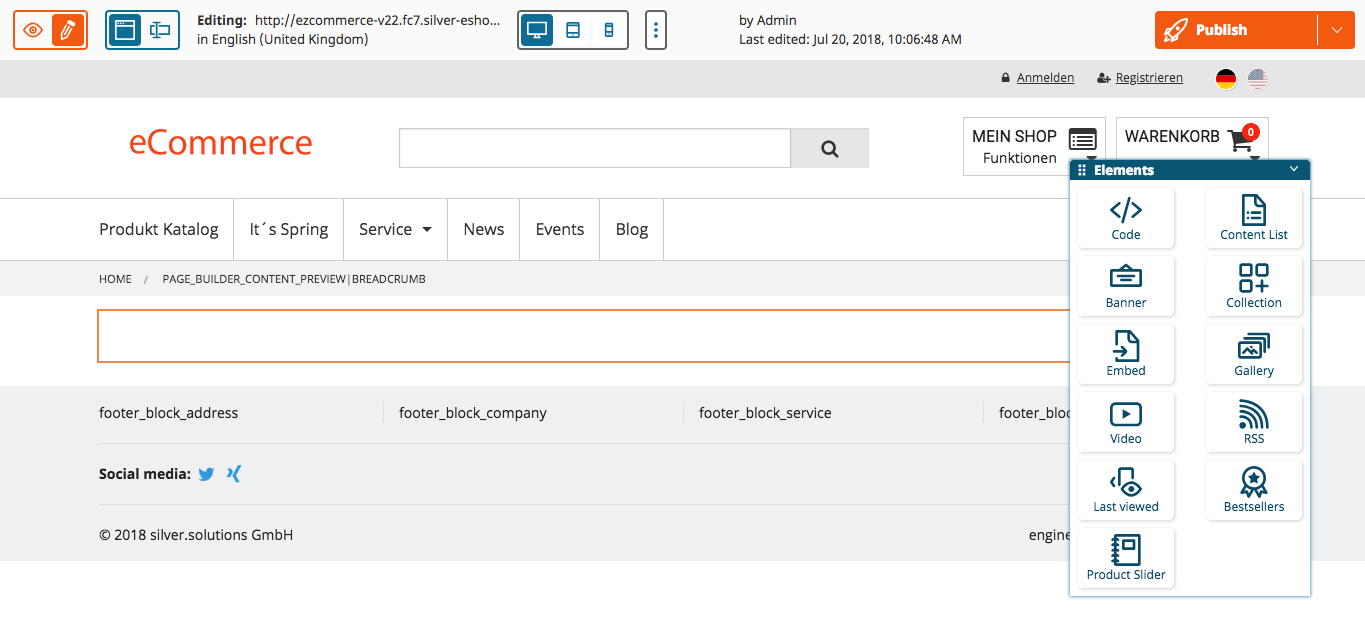 Editing: http://ezcommerce-v22.fc7.silver-esho...
in English (United Kingdom)
by Admin
Last edited: Jul 20, 2018, 10:06:48 AM
Publish
Anmelden
Registrieren
eCommerce
MEIN SHOP
Funktionen
WARENKORB
0
Produkt Katalog
It´s Spring
Service
News
Events
Blog
HOME / PAGE_BUILDER_CONTENT_PREVIEW|BREADCRUMB
Elements
Code
Content List
Banner
Collection
Embed
Gallery
Video
RSS
Last viewed
Bestsellers
Product Slider
footer_block_address
footer_block_company
footer_block_service
footer_bloc
Social media:
© 2018 silver.solutions GmbH
engine